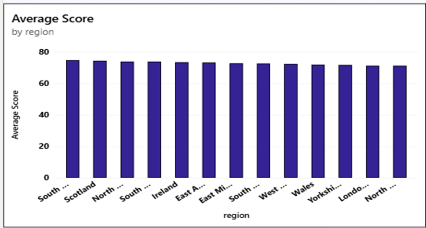 Average Score
by region
80
60
40
20
0
Average Score
South ...
Scotland
North ...
South ...
Ireland
East A...
East Mi...
South ...
West ...
Wales
Yorkshi...
Londo...
North ...
region